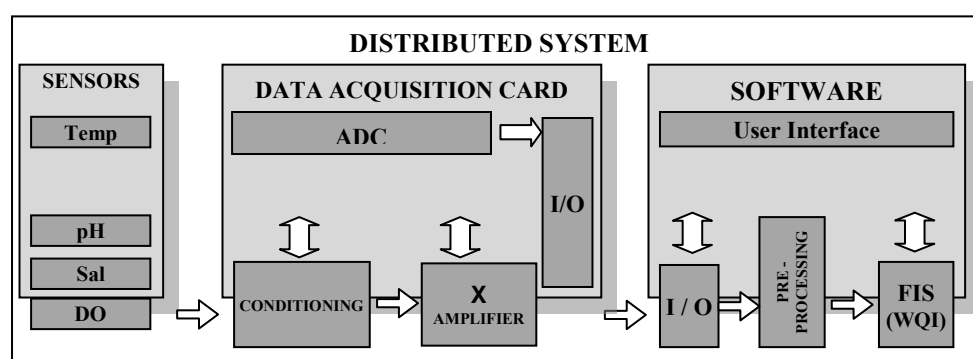 DISTRIBUTED SYSTEM
SENSORS
Temp
pH
Sal
DO
DATA ACQUISITION CARD
ADC
I/O
CONDITIONING
X
AMPLIFIER
SOFTWARE
User Interface
I / O
PRE -
PROCESSING
FIS
(WQI)